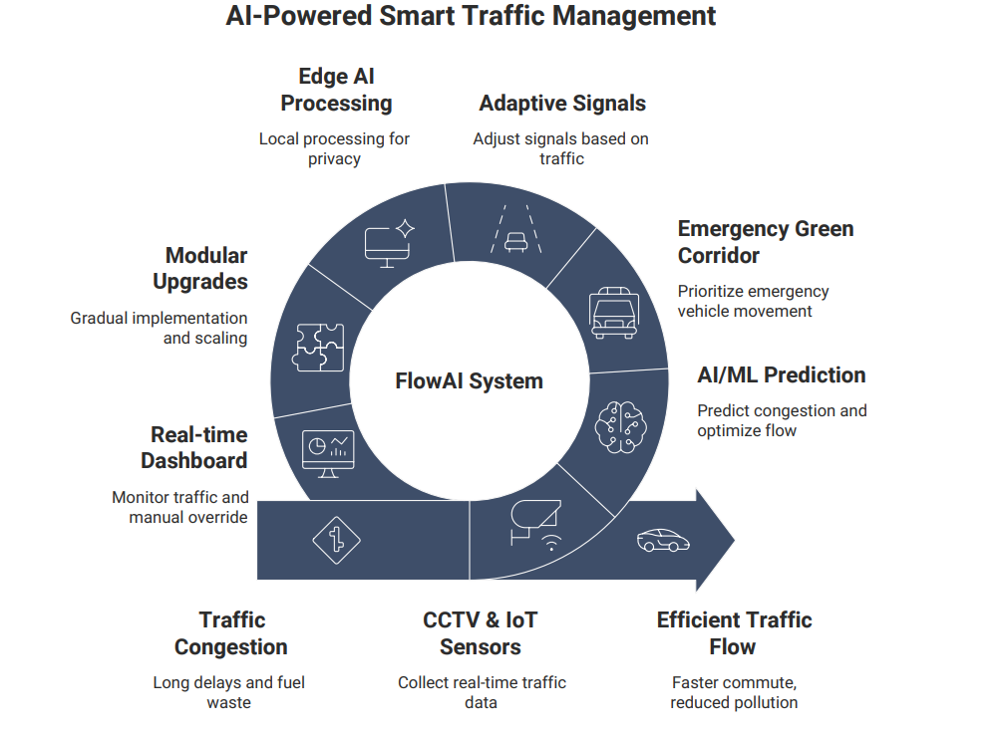 AI-Powered Smart Traffic Management
Edge AI
Processing
Local processing for
privacy
Adaptive Signals
Adjust signals based on
traffic
Emergency Green
Corridor
Prioritize emergency
vehicle movement
Modular
Upgrades
Gradual implementation
and scaling
FlowAI System
AI/ML Prediction
Predict congestion and
optimize flow
Real-time
Dashboard
Monitor traffic and
manual override
Traffic
Congestion
Long delays and fuel
waste
CCTV & IoT
Sensors
Collect real-time traffic
data
Efficient Traffic
Flow
Faster commute,
reduced pollution